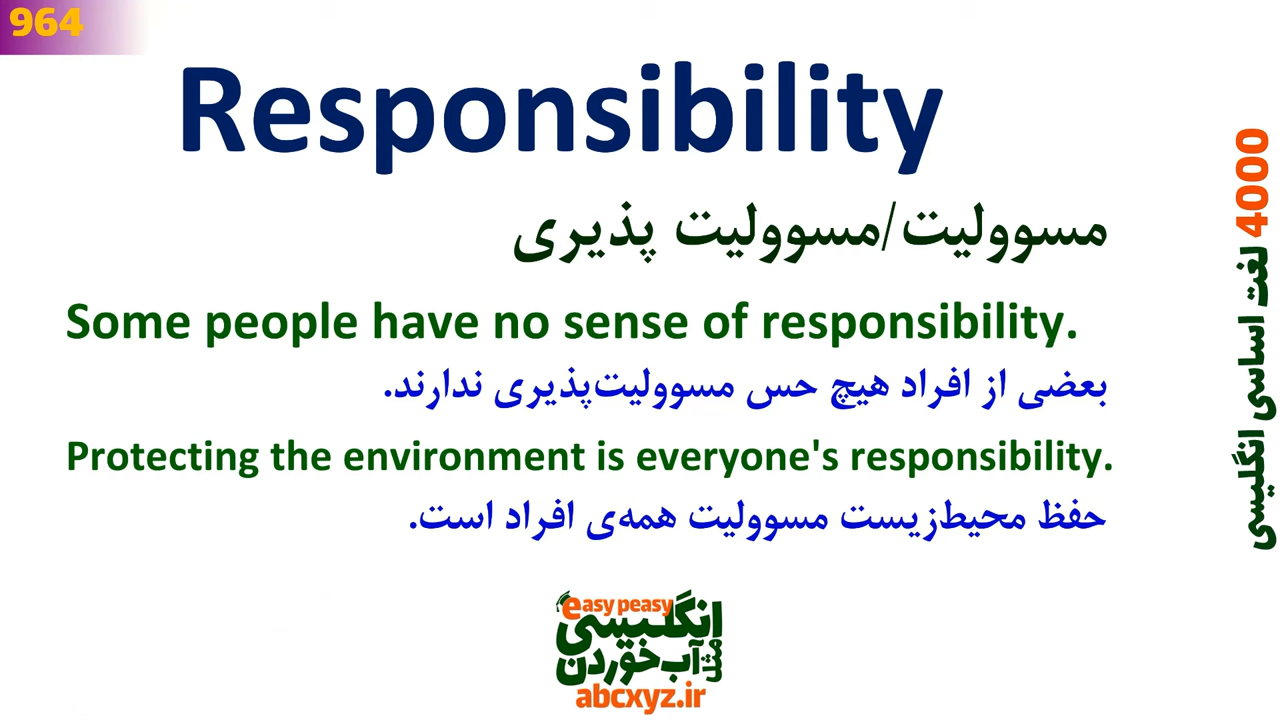 964
Responsibility
مسوولیت/مسوولیت پذیری
Some people have no sense of responsibility.
بعضی از افراد هیچ حس مسوولیت‌پذیری ندارند.
Protecting the environment is everyone's responsibility.
حفظ محیط‌زیست مسوولیت همه‌ی افراد است.
4000 لغت اساسی انگلیسی
easy peasy
انگلیسی
مثل آب خوردن
abcxyz.ir